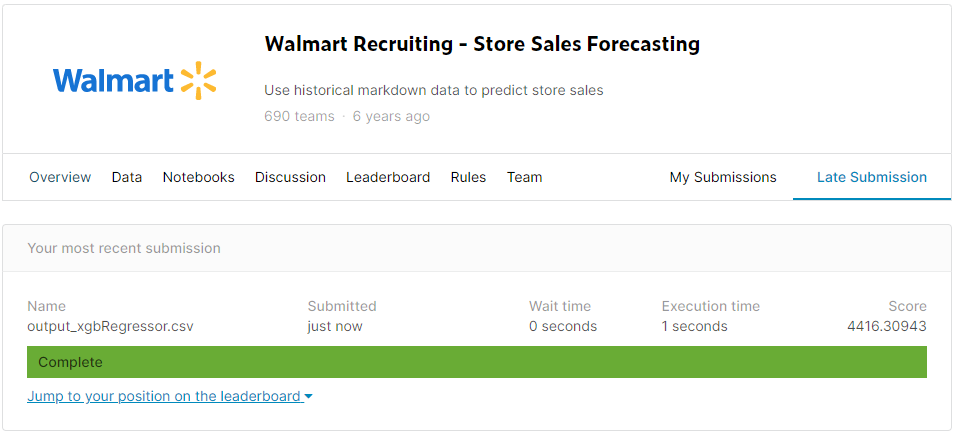 Walmart
Walmart Recruiting - Store Sales Forecasting
Use historical markdown data to predict store sales
690 teams · 6 years ago
Overview Data Notebooks Discussion Leaderboard Rules Team My Submissions Late Submission
Your most recent submission
Name Submitted Wait time Execution time Score
output_xgbRegressor.csv just now 0 seconds 1 seconds 4416.30943
Complete
Jump to your position on the leaderboard